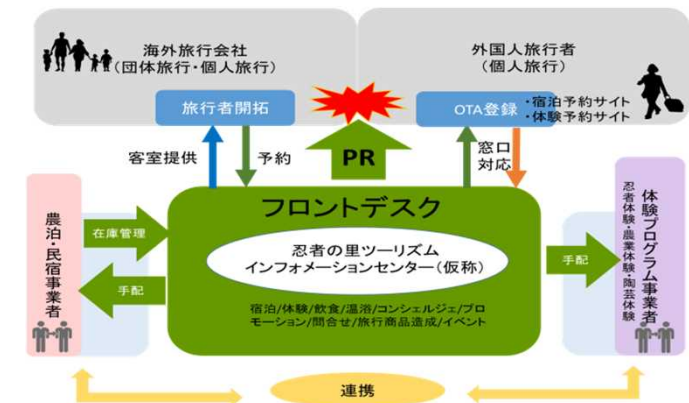 海外旅行会社
(団体旅行・個人旅行)
外国人旅行者
(個人旅行)
旅行者開拓
OTA登録
・宿泊予約サイト
・体験予約サイト
客室提供
予約
PR
窓口
対応
農泊・民宿事業者
在庫管理
手配
フロントデスク
忍者の里ツーリズム
インフォメーションセンター(仮称)
宿泊/体験/飲食/温浴/コンシェルジェ/プロ
モーション/問合せ/旅行商品造成/イベント
手配
体験プログラム事業者
忍者体験・農業体験・陶芸体験
連携